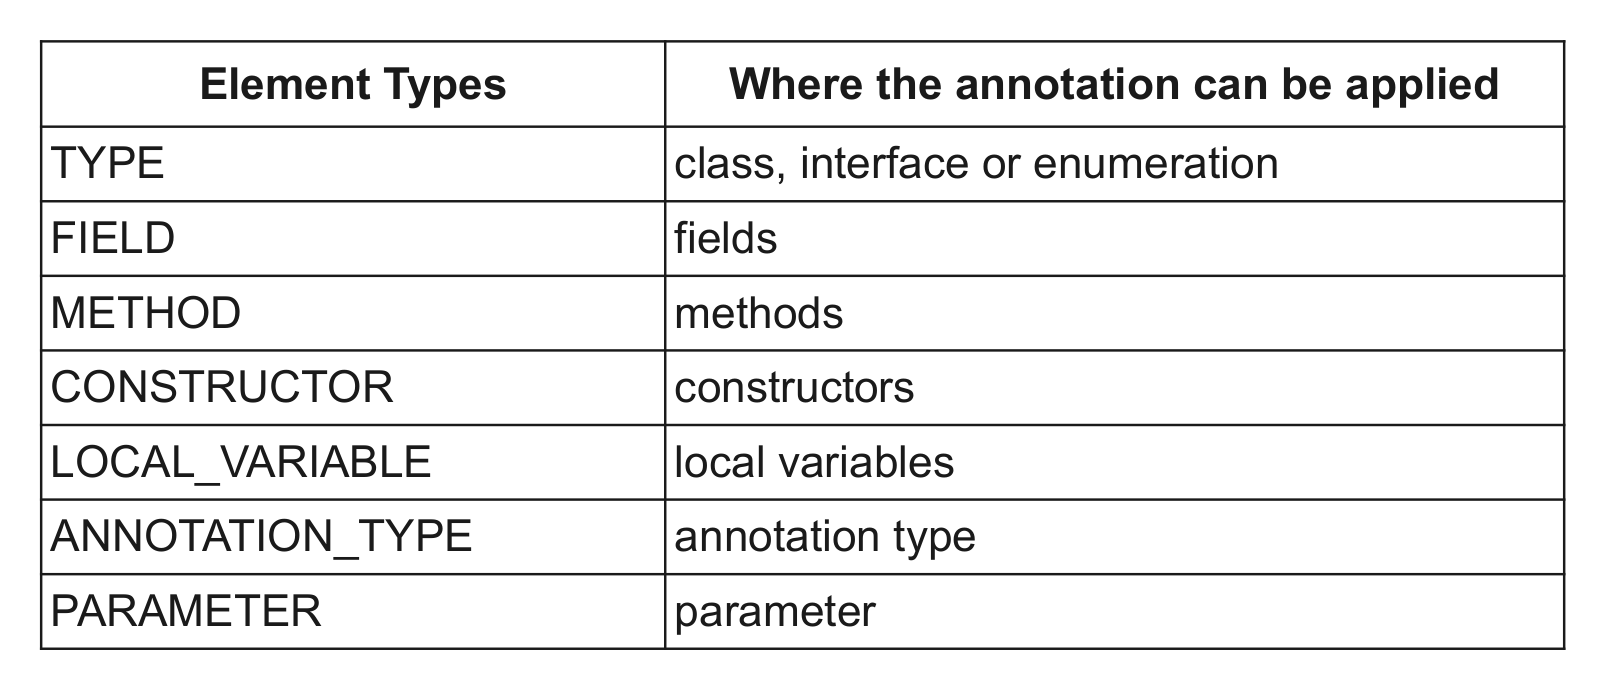 Element Types Where the annotation can be applied
TYPE class, interface or enumeration
FIELD fields
METHOD methods
CONSTRUCTOR constructors
LOCAL_VARIABLE local variables
ANNOTATION_TYPE annotation type
PARAMETER parameter